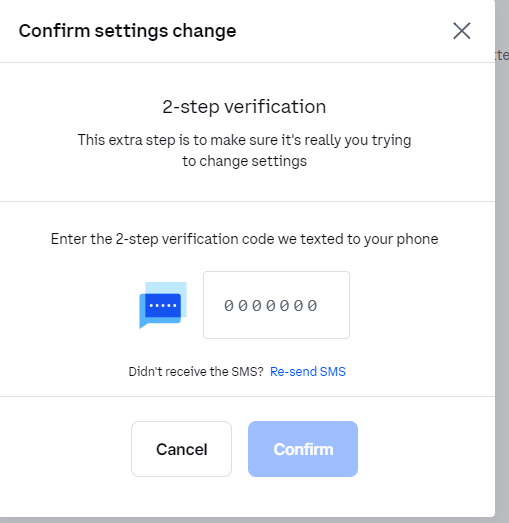 Confirm settings change
2-step verification
This extra step is to make sure it's really you trying
to change settings
Enter the 2-step verification code we texted to your phone
0000000
Didn't receive the SMS? Re-send SMS
Cancel
Confirm